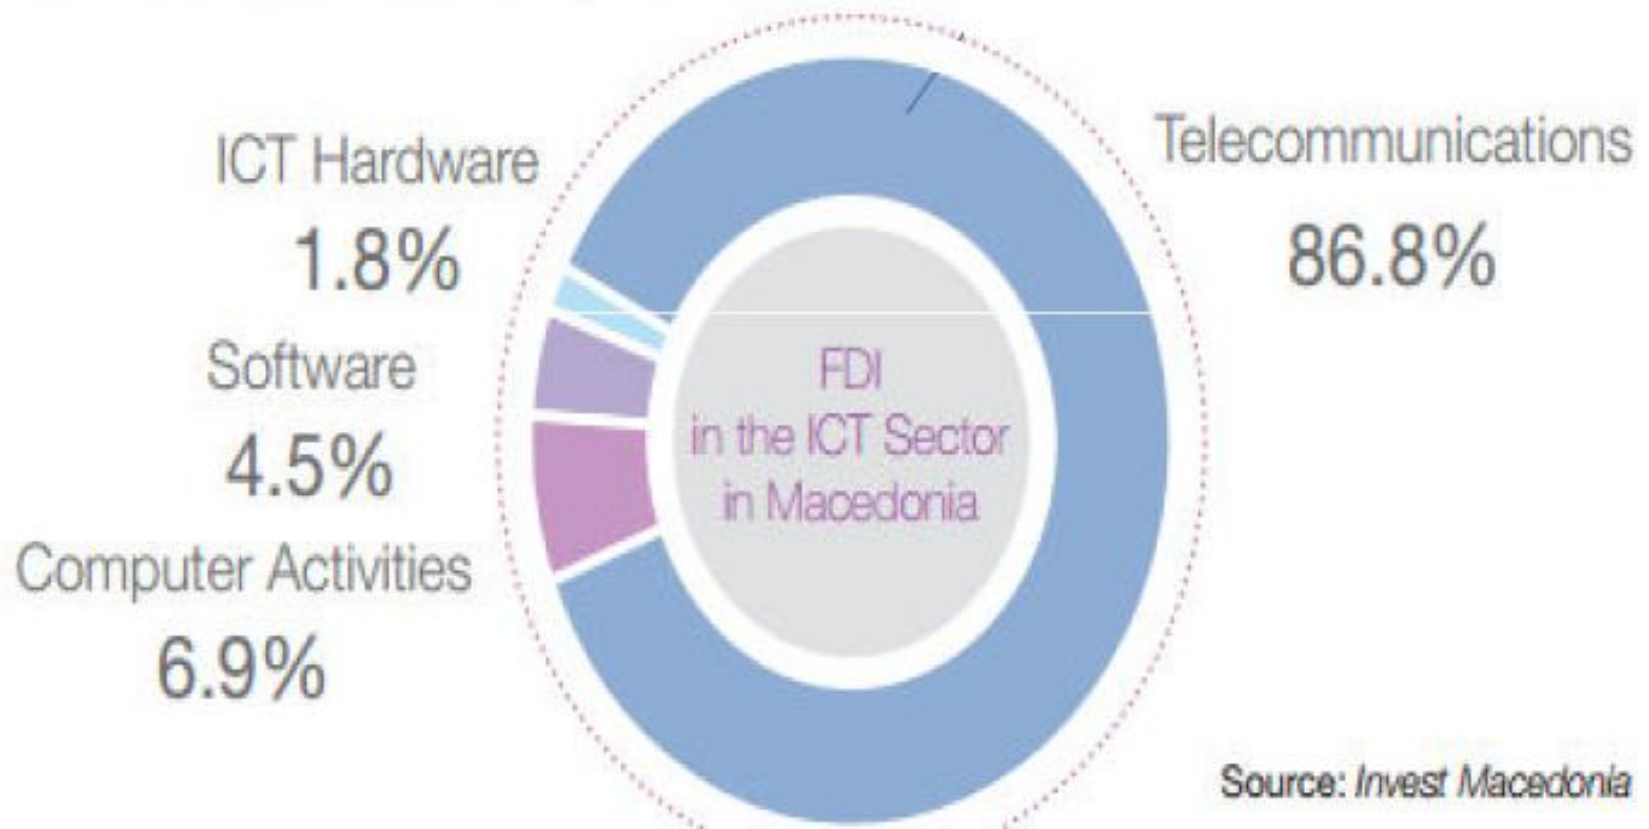 ICT Hardware
1.8%
Software
4.5%
Computer Activities
6.9%
FDI
in the ICT Sector
in Macedonia
Telecommunications
86.8%
Source: Invest Macedonia